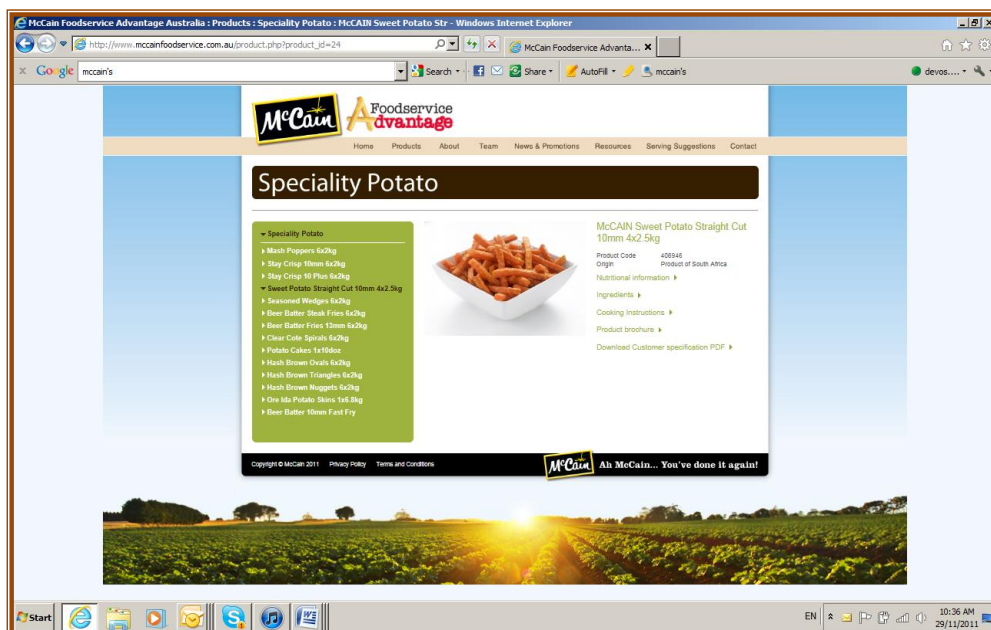 McCain Foodservice Advantage Australia : Products : Speciality Potato : McCAIN Sweet Potato Str - Windows Internet Explorer
http://www.mccainfoodservice.com.au/product.php?product_id=24
McCain Foodservice Advanta...
Google mccain's Search Share AutoFill mccain's devos....
McCain Foodservice Advantage
Home Products About Team News & Promotions Resources Serving Suggestions Contact
Speciality Potato
Speciality Potato
Mash Poppers 6x2kg
Stay Crisp 10mm 6x2kg
Stay Crisp 10 Plus 6x2kg
Sweet Potato Straight Cut 10mm 4x2.5kg
Seasoned Wedges 6x2kg
Beer Batter Steak Fries 6x2kg
Beer Batter Fries 13mm 6x2kg
Clear Cote Spirals 6x2kg
Potato Cakes 1x10doz
Hash Brown Ovals 6x2kg
Hash Brown Triangles 6x2kg
Hash Brown Nuggets 6x2kg
Ore Ida Potato Skins 1x6.8kg
Beer Batter 10mm Fast Fry
McCAIN Sweet Potato Straight Cut
10mm 4x2.5kg
Product Code 406946
Origin Product of South Africa
Nutritional information
Ingredients
Cooking Instructions
Product brochure
Download Customer specification PDF
Copyright © McCain 2011 Privacy Policy Terms and Conditions
McCain Ah McCain... You've done it again!
Start
EN
10:36 AM
29/11/2011